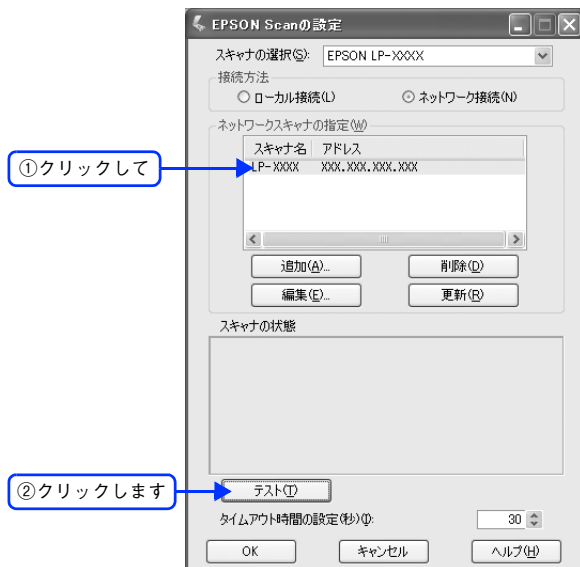 EPSON Scanの設定
スキャナの選択(S): EPSON LP-XXXX
接続方法
ローカル接続(L) ネットワーク接続(N)
ネットワークスキャナの指定(W)
スキャナ名 アドレス
①クリックして
LP-XXXX XXX.XXX.XXX.XXX
追加(A)... 削除(D)
編集(E)... 更新(R)
スキャナの状態
②クリックします
テスト(T)
タイムアウト時間の設定(秒)(I): 30
OK キャンセル ヘルプ(H)